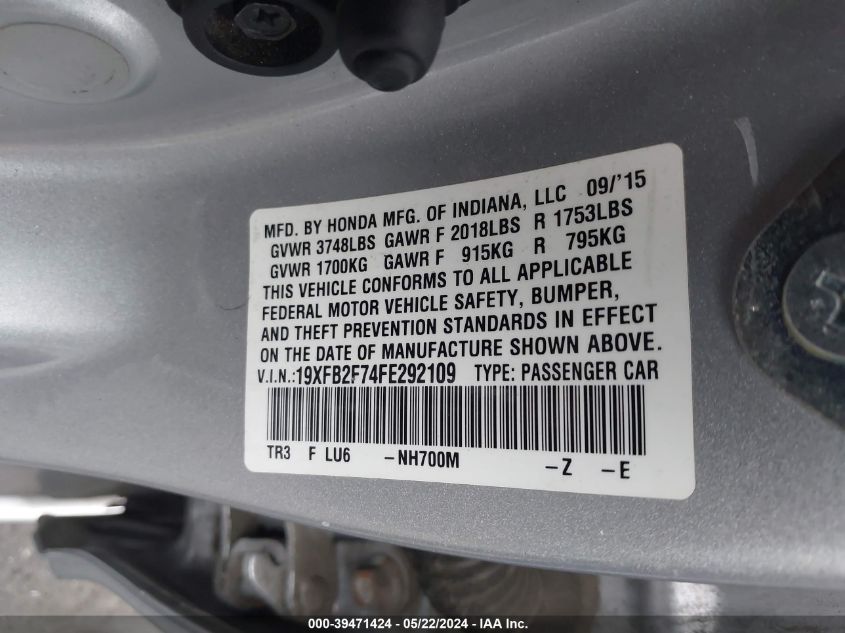 MFD. BY HONDA MFG. OF INDIANA, LLC 09/'15
GVWR 3748LBS GAWR F 2018LBS R 1753LBS
GVWR 1700KG GAWR F 915KG R 795KG
THIS VEHICLE CONFORMS TO ALL APPLICABLE
FEDERAL MOTOR VEHICLE SAFETY, BUMPER,
AND THEFT PREVENTION STANDARDS IN EFFECT
ON THE DATE OF MANUFACTURE SHOWN ABOVE.
V.I.N.:19XFB2F74FE292109 TYPE: PASSENGER CAR
TR3 F LU6 -NH700M -Z -E
000-39471424 - 05/22/2024 - IAA Inc.